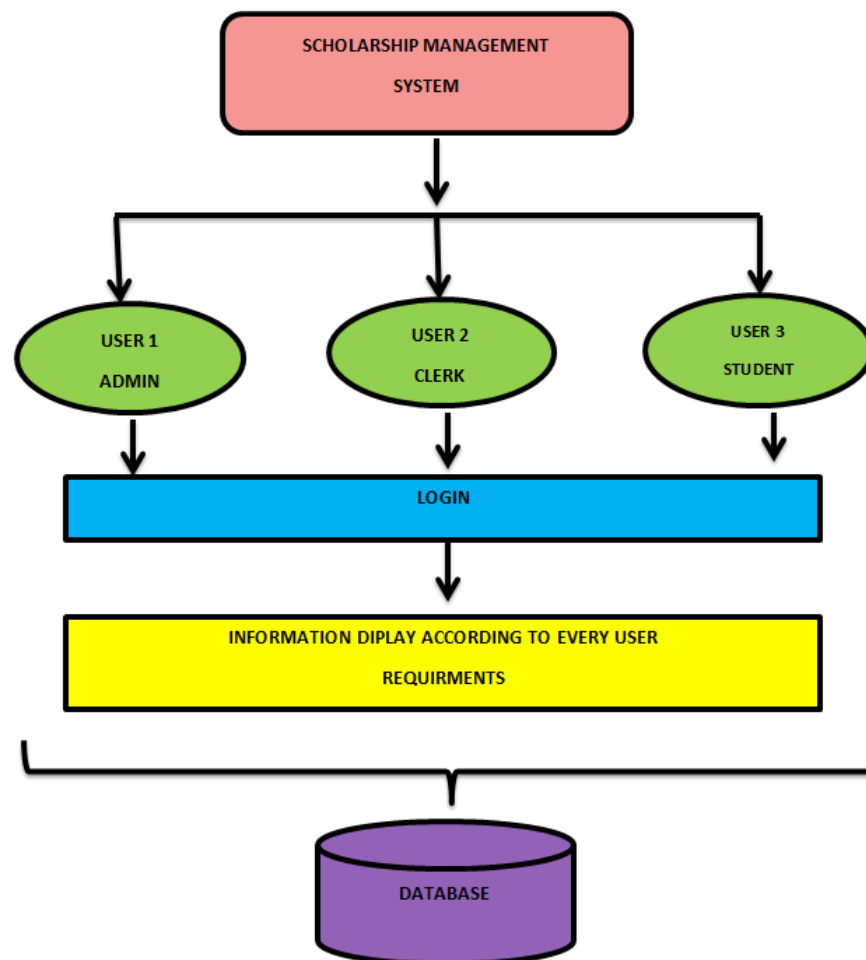 SCHOLARSHIP MANAGEMENT
SYSTEM
USER 1
ADMIN
USER 2
CLERK
USER 3
STUDENT
LOGIN
INFORMATION DIPLAY ACCORDING TO EVERY USER
REQUIRMENTS
DATABASE